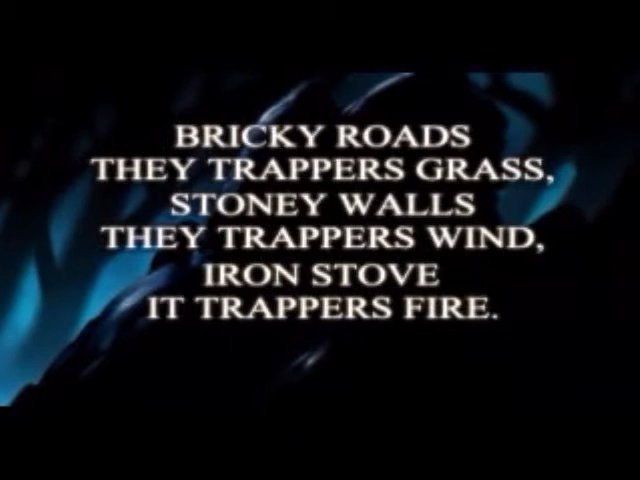 BRICKY ROADS
THEY TRAPPERS GRASS,
STONEY WALLS
THEY TRAPPERS WIND,
IRON STOVE
IT TRAPPERS FIRE.